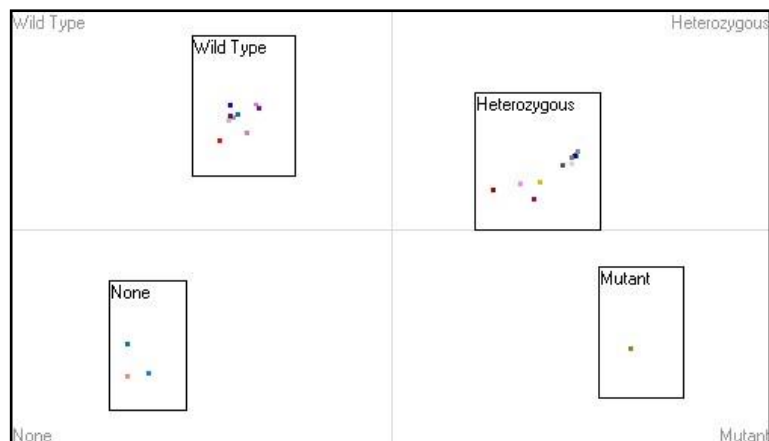 Wild Type
Heterozygous
Wild Type
Heterozygous
None
Mutant
None
Mutant